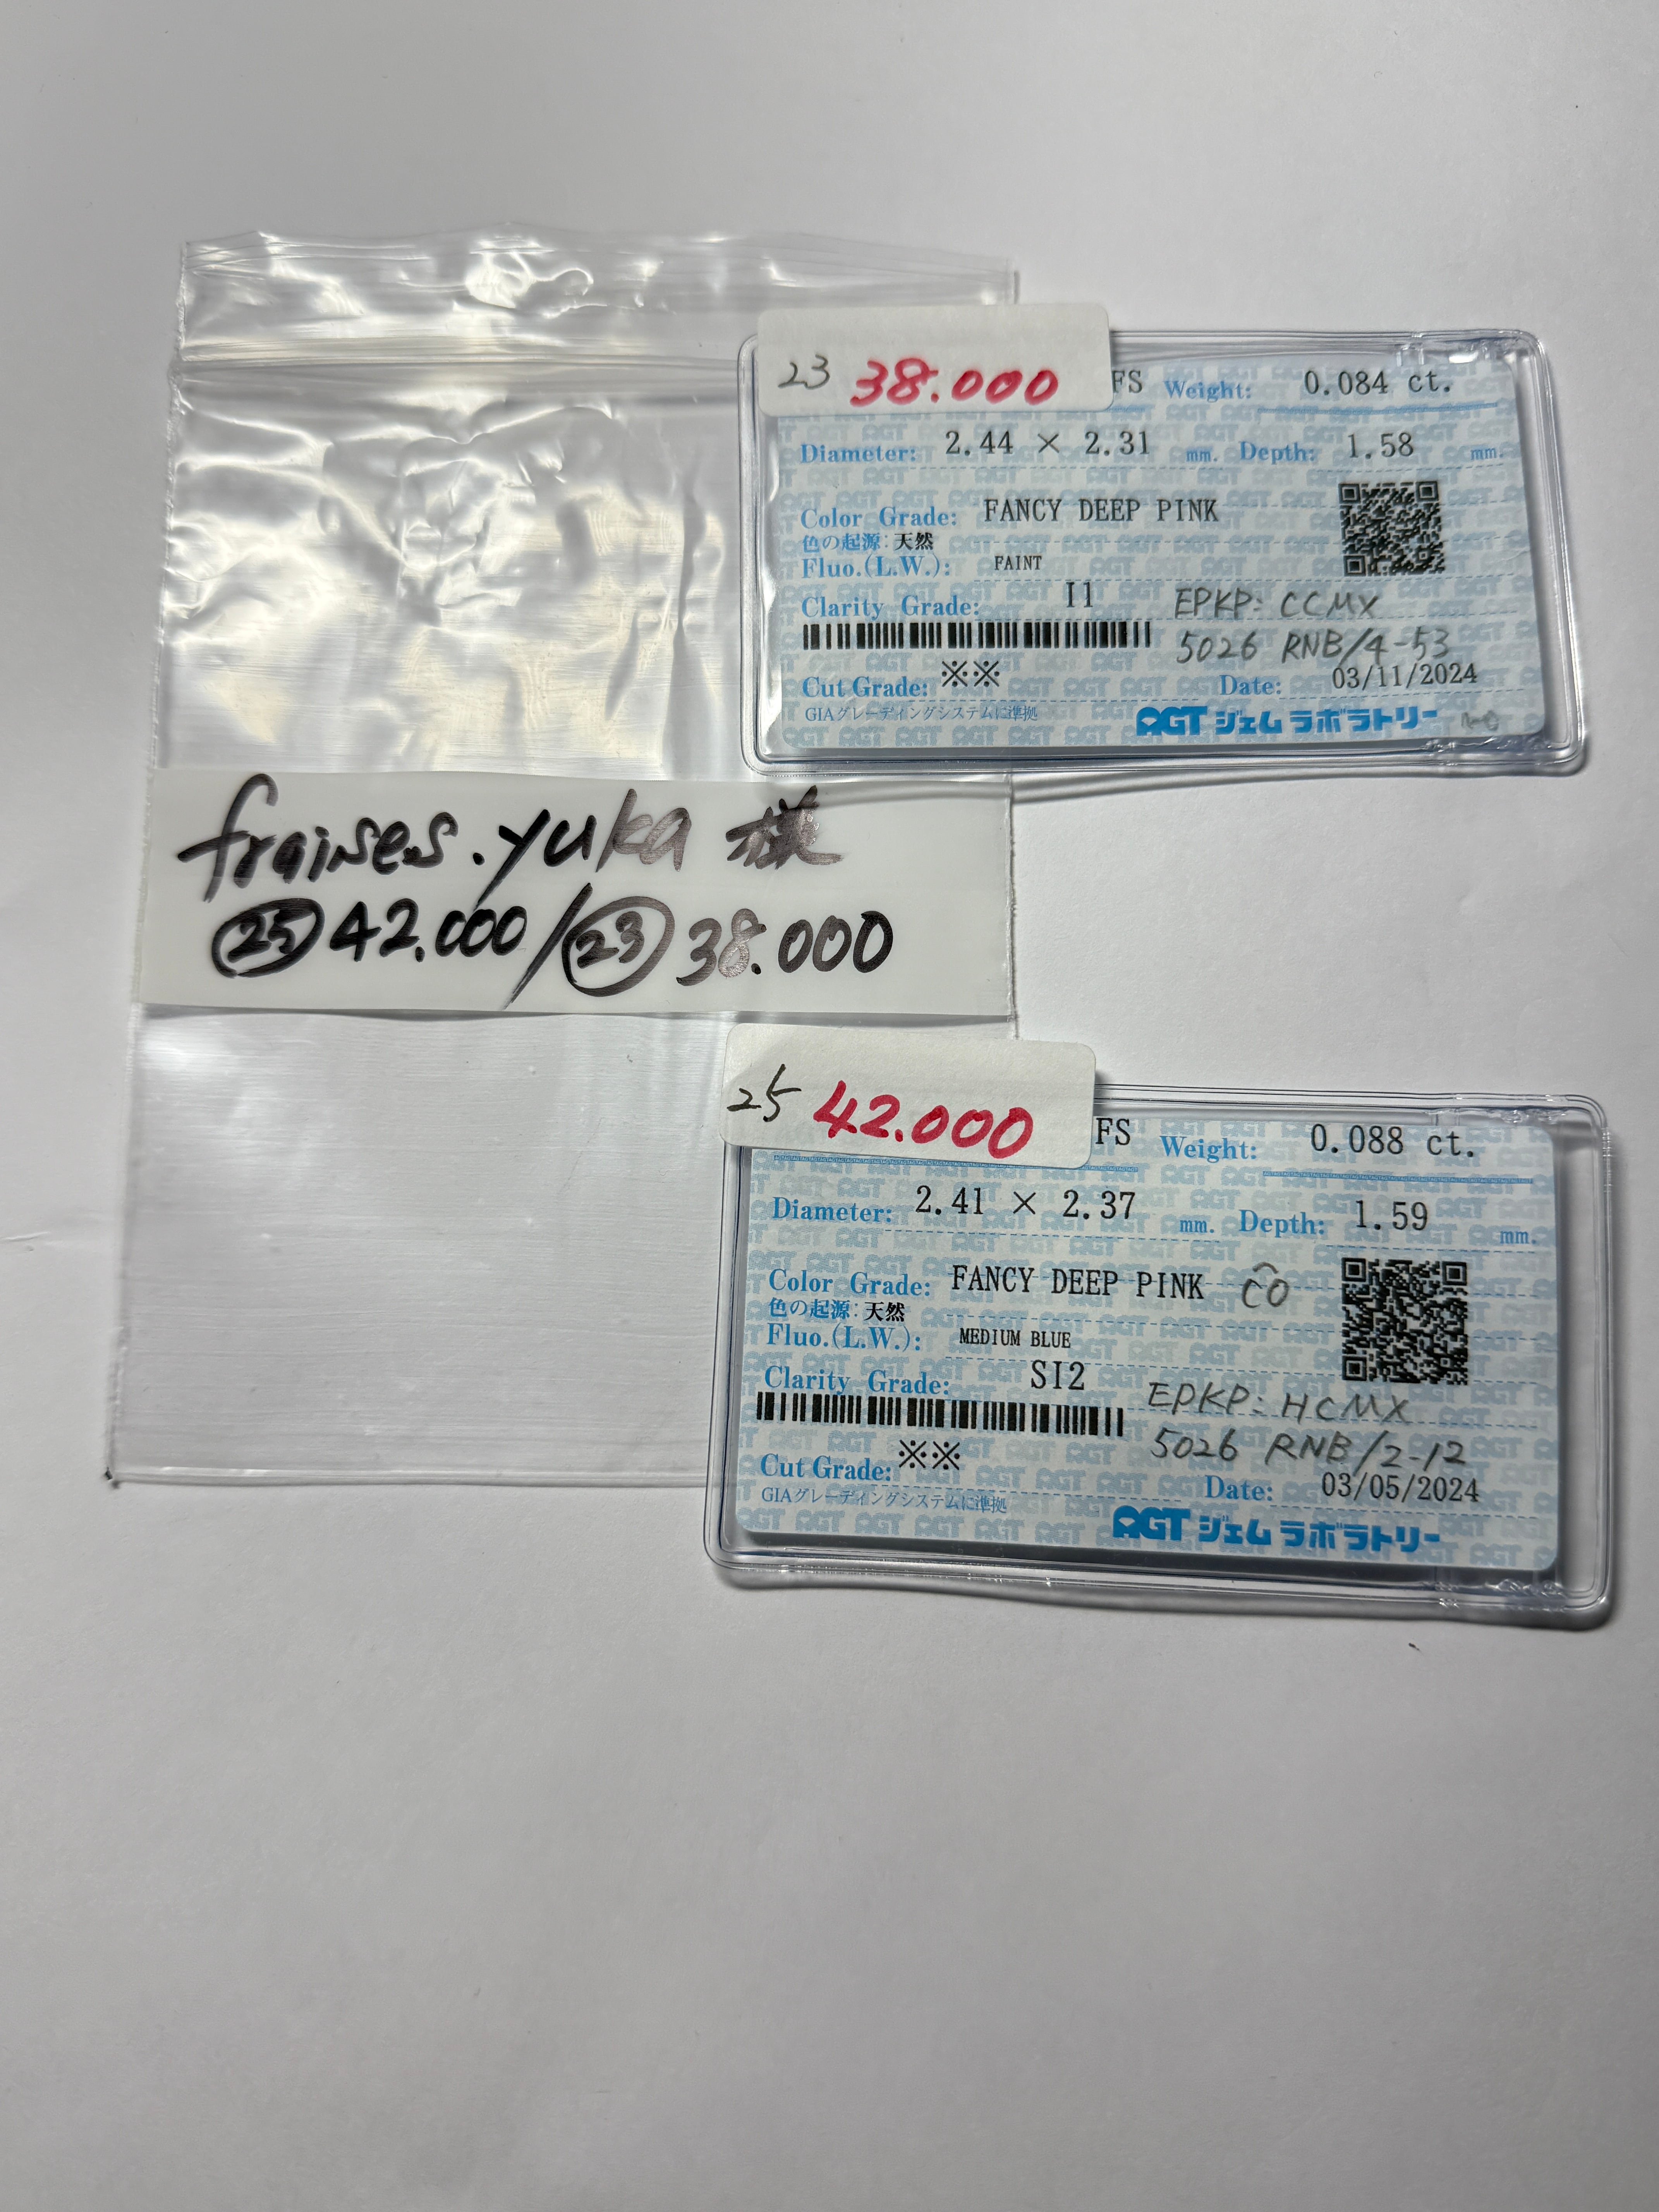 23 38.000
FS Weight: 0.084 ct.
Diameter: 2.44 × 2.31 mm. Depth: 1.58 mm.
Color Grade: FANCY DEEP PINK
色の起源: 天然
Fluo.(L.W.): FAINT
Clarity Grade: I1
EPKP: CCMX
5026 RNB/4-53
Cut Grade: ※※ Date: 03/11/2024
GIAグレーディングシステムに準拠
AGT ジェムラボラトリー
fraises.yuka 様
㉕ 42.000/㉓ 38.000
25 42.000
FS Weight: 0.088 ct.
Diameter: 2.41 × 2.37 mm. Depth: 1.59 mm.
Color Grade: FANCY DEEP PINK CO
色の起源: 天然
Fluo.(L.W.): MEDIUM BLUE
Clarity Grade: SI2
EPKP: HCMX
5026 RNB/2-12
Cut Grade: ※※ Date: 03/05/2024
GIAグレーディングシステムに準拠
AGT ジェムラボラトリー